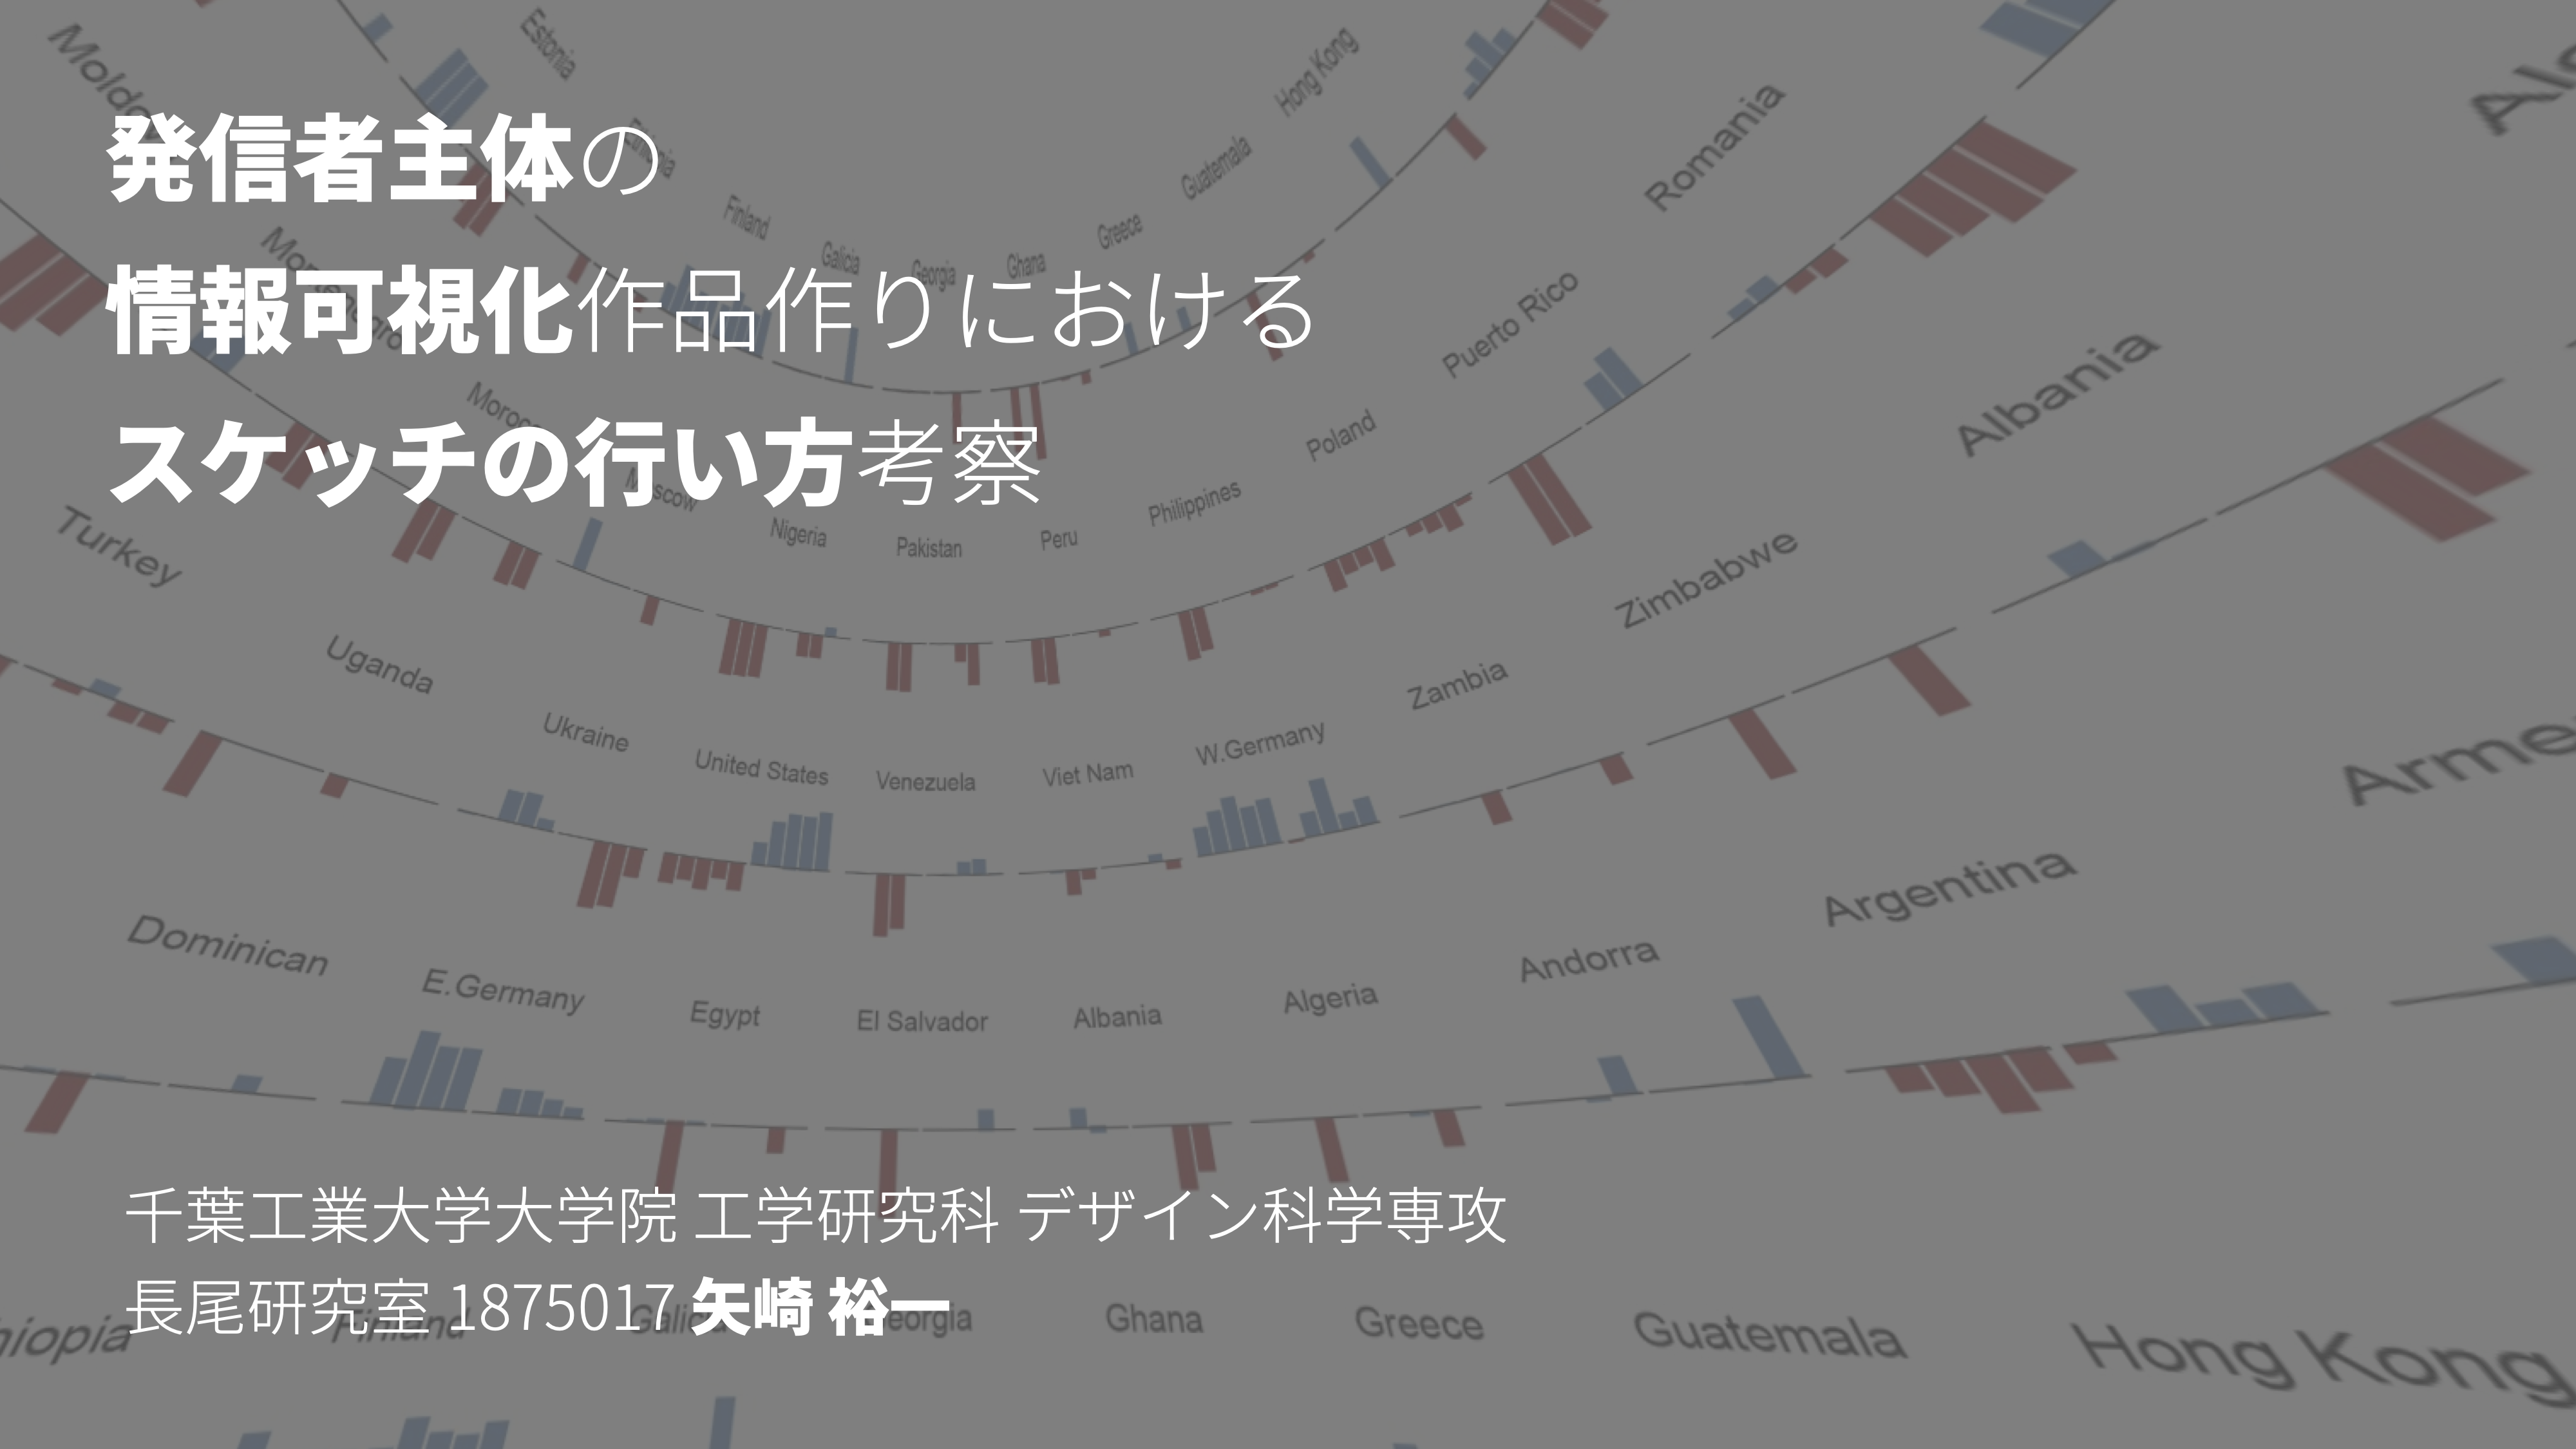 発信者主体の
情報可視化作品作りにおける
スケッチの行い方考察
Estonia
Hong Kong
Finland
Galicia
Georgia
Ghana
Greece
Guatemala
Romania
Morocco
Moscow
Nigeria
Pakistan
Peru
Philippines
Poland
Puerto Rico
Albania
Turkey
Uganda
Ukraine
United States
Venezuela
Viet Nam
W.Germany
Zambia
Zimbabwe
Dominican
E.Germany
Egypt
El Salvador
Albania
Algeria
Andorra
Argentina
千葉工業大学大学院 工学研究科 デザイン科学専攻
長尾研究室 1875017 矢崎 裕一
Finland
Galicia
Georgia
Ghana
Greece
Guatemala
Hong Kong